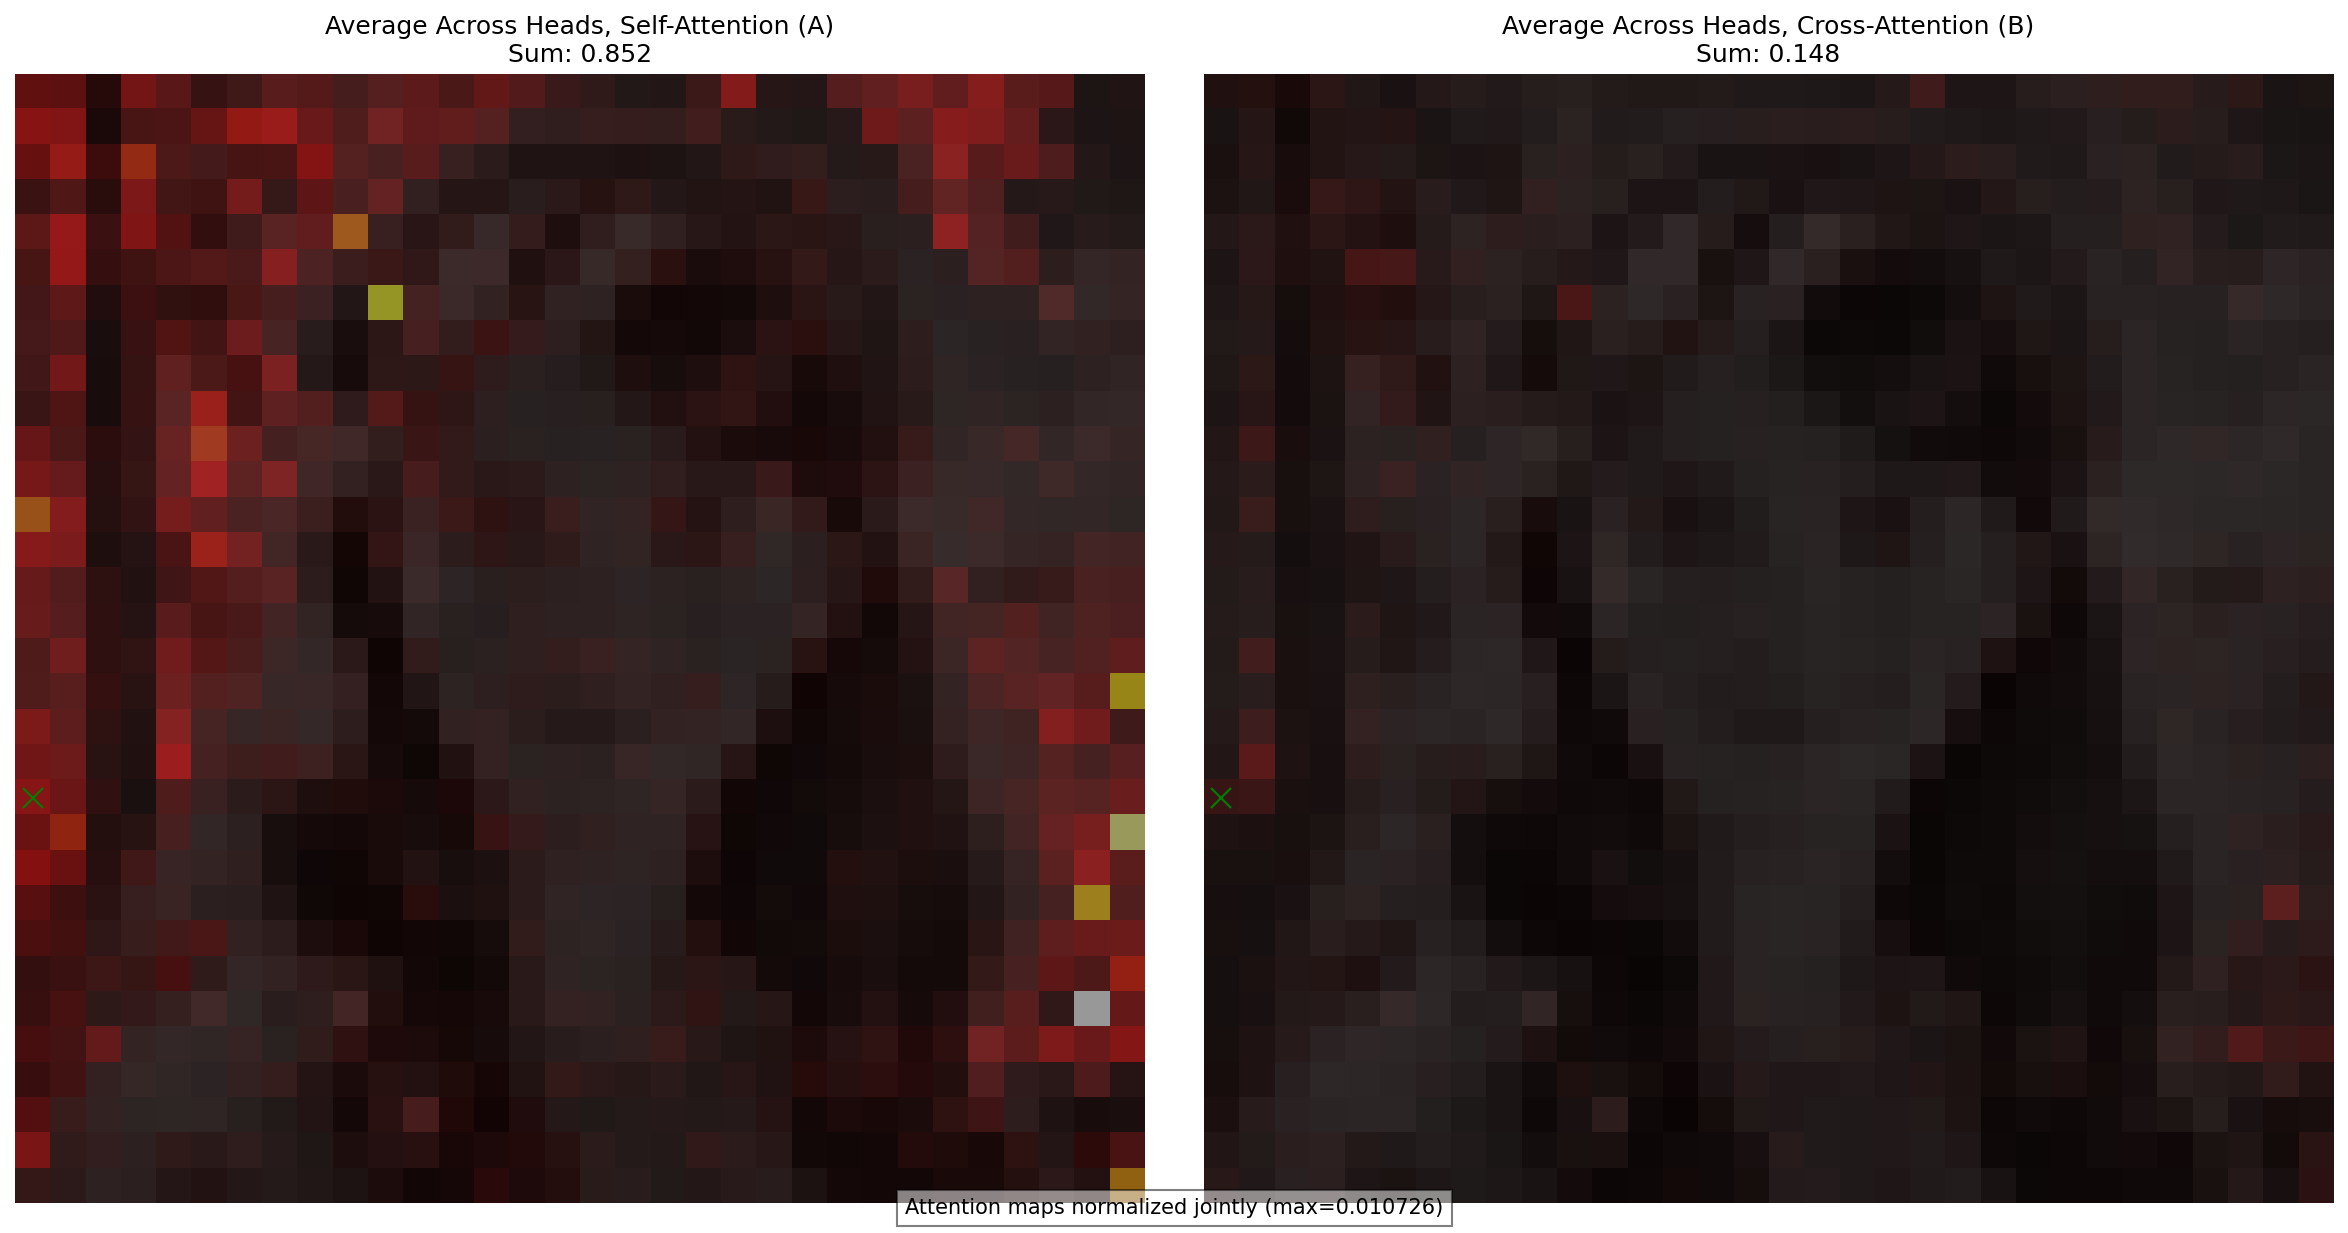 Average Across Heads, Self-Attention (A)
Sum: 0.852
Average Across Heads, Cross-Attention (B)
Sum: 0.148
Attention maps normalized jointly (max=0.010726)